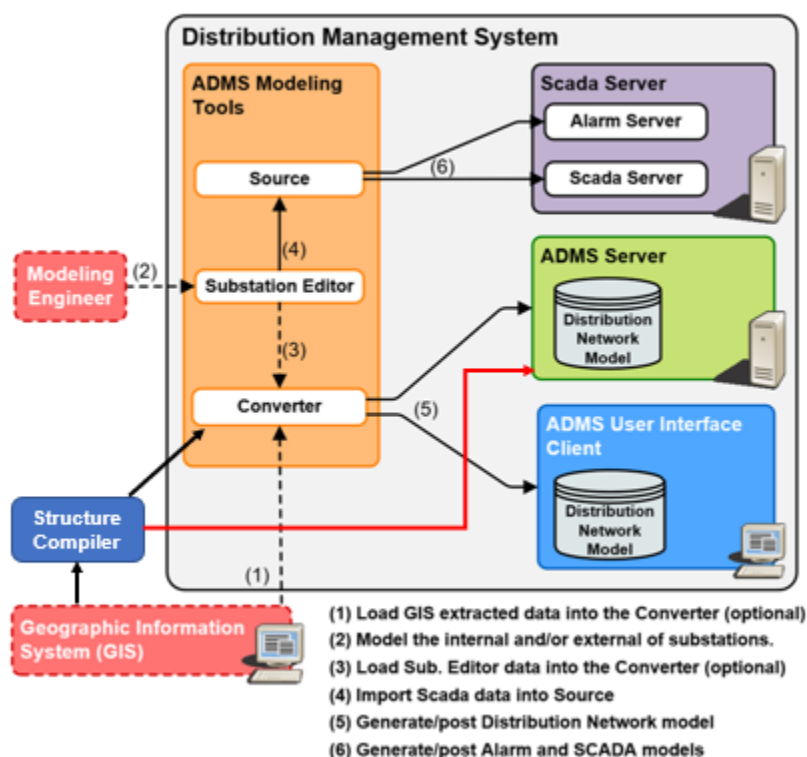 Distribution Management System
ADMS Modeling
Tools
Scada Server
Alarm Server
Source
(6)
Scada Server
(4)
ADMS Server
Modeling
Engineer
(2)
Substation Editor
Distribution
Network
Model
(3)
Converter
(5)
ADMS User Interface
Client
Distribution
Network
Model
Structure
Compiler
(1)
Geographic Information
System (GIS)
(1) Load GIS extracted data into the Converter (optional)
(2) Model the internal and/or external of substations.
(3) Load Sub. Editor data into the Converter (optional)
(4) Import Scada data into Source
(5) Generate/post Distribution Network model
(6) Generate/post Alarm and SCADA models